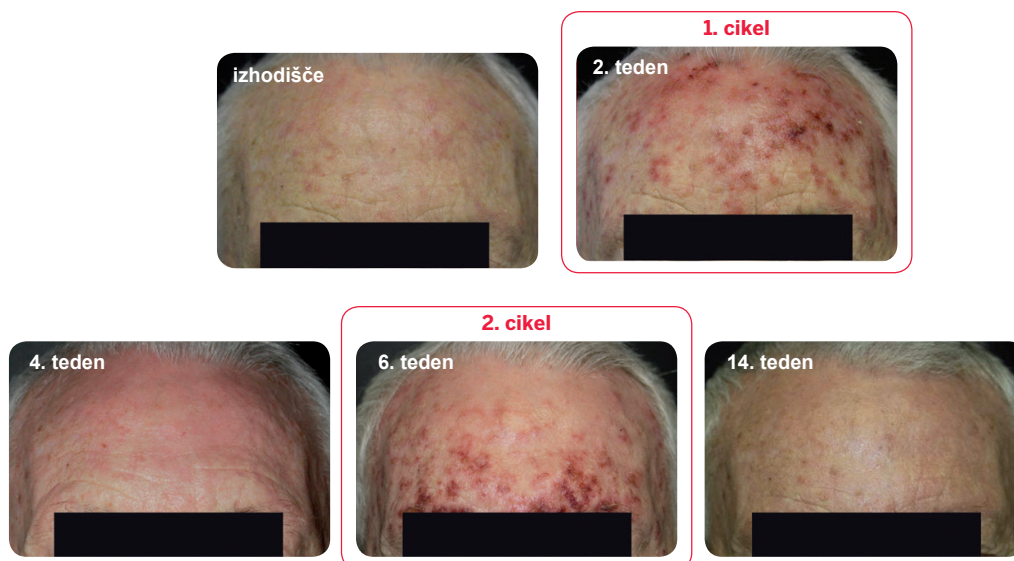 1. cikel
izhodišče
2. teden
2. cikel
4. teden
6. teden
14. teden